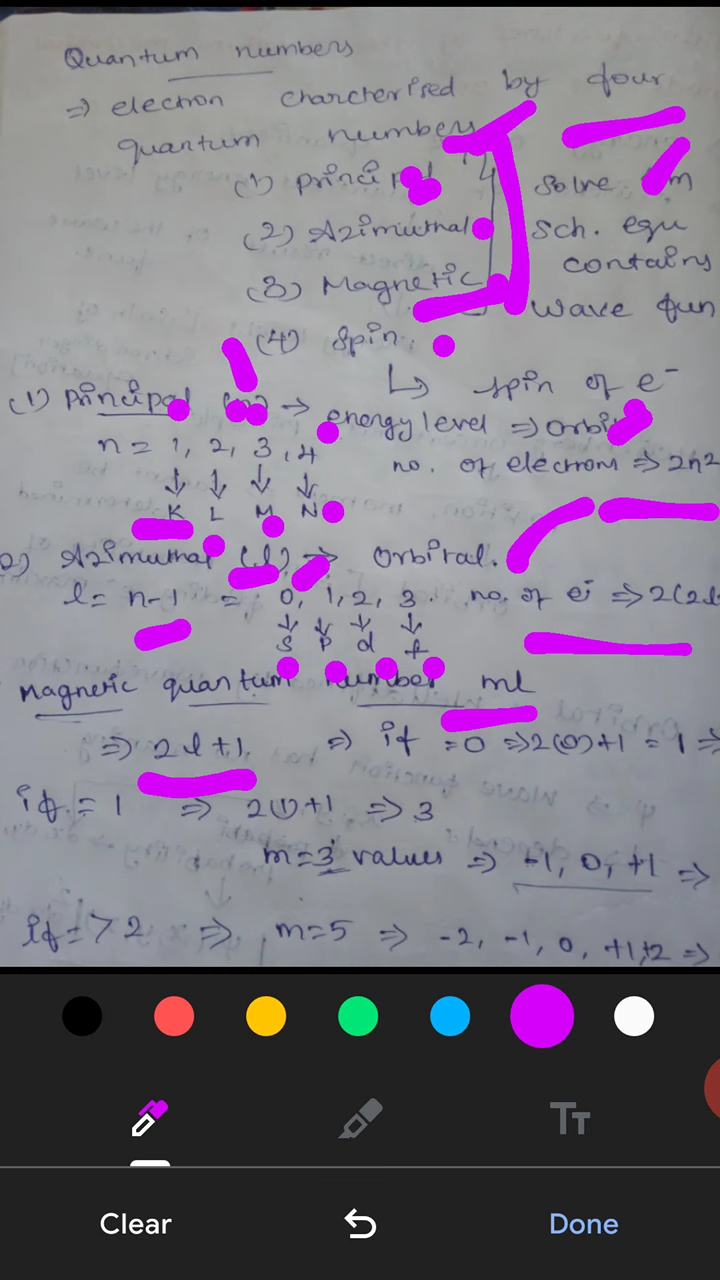 Quantum numbers
⇒ electron charcterised by four
quantum numbers
(1) Princip
(2) Azimuthal
(3) Magnetic
(4) Spin.
Solve
Sch. equ
contains
wave fun
↳ spin of e⁻
(1) Principal → energy level ⇒ Orbit
n = 1, 2, 3, 4
no. of electrom ⇒ 2n²
↓ ↓ ↓ ↓
K L M N
2) Azimuthal (l) → Orbital.
l = n-1 = 0, 1, 2, 3. no. of e⁻ ⇒ 2(2l
↓ ↓ ↓ ↓
s p d f
Magnetic quantum number ml
⇒ 2l+1. ⇒ if =0 ⇒ 2(0)+1 = 1 ⇒
if = 1 ⇒ 2(1)+1 ⇒ 3
m=3 values ⇒ -1, 0, +1 ⇒
if => 2 ⇒ m=5 ⇒ -2, -1, 0, +1,+2 ⇒
Clear
Done